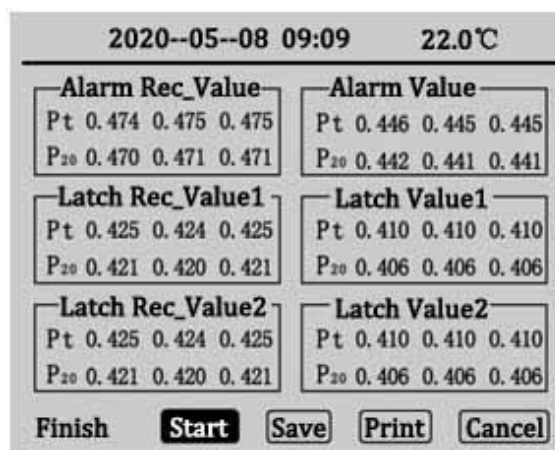 2020--05--08 09:09 22.0℃
Alarm Rec_Value
Pt 0.474 0.475 0.475
P20 0.470 0.471 0.471
Alarm Value
Pt 0.446 0.445 0.445
P20 0.442 0.441 0.441
Latch Rec_Value1
Pt 0.425 0.424 0.425
P20 0.421 0.420 0.421
Latch Value1
Pt 0.410 0.410 0.410
P20 0.406 0.406 0.406
Latch Rec_Value2
Pt 0.425 0.424 0.425
P20 0.421 0.420 0.421
Latch Value2
Pt 0.410 0.410 0.410
P20 0.406 0.406 0.406
Finish Start Save Print Cancel